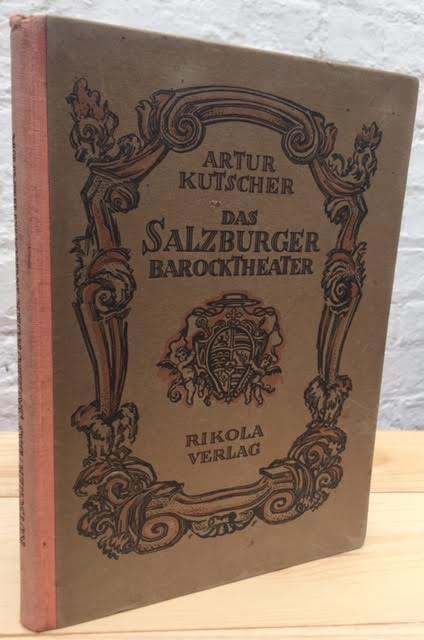 ARTUR
KUTSCHER
DAS
SALZBURGER
BAROCKTHEATER
RIKOLA
VERLAG